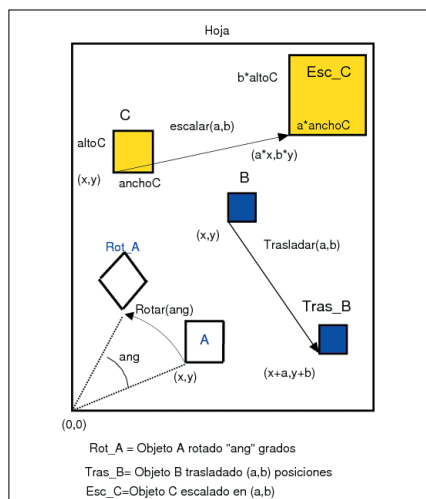 Hoja
Esc_C
b*altoC
C
escalar(a,b)
altoC
a*anchoC
(x,y)
anchoC
(a*x,b*y)
B
(x,y)
Trasladar(a,b)
Rot_A
Rotar(ang)
Tras_B
A
ang
(x,y)
(x+a,y+b)
(0,0)
Rot_A = Objeto A rotado "ang" grados
Tras_B= Objeto B trasladado (a,b) posiciones
Esc_C=Objeto C escalado en (a,b)